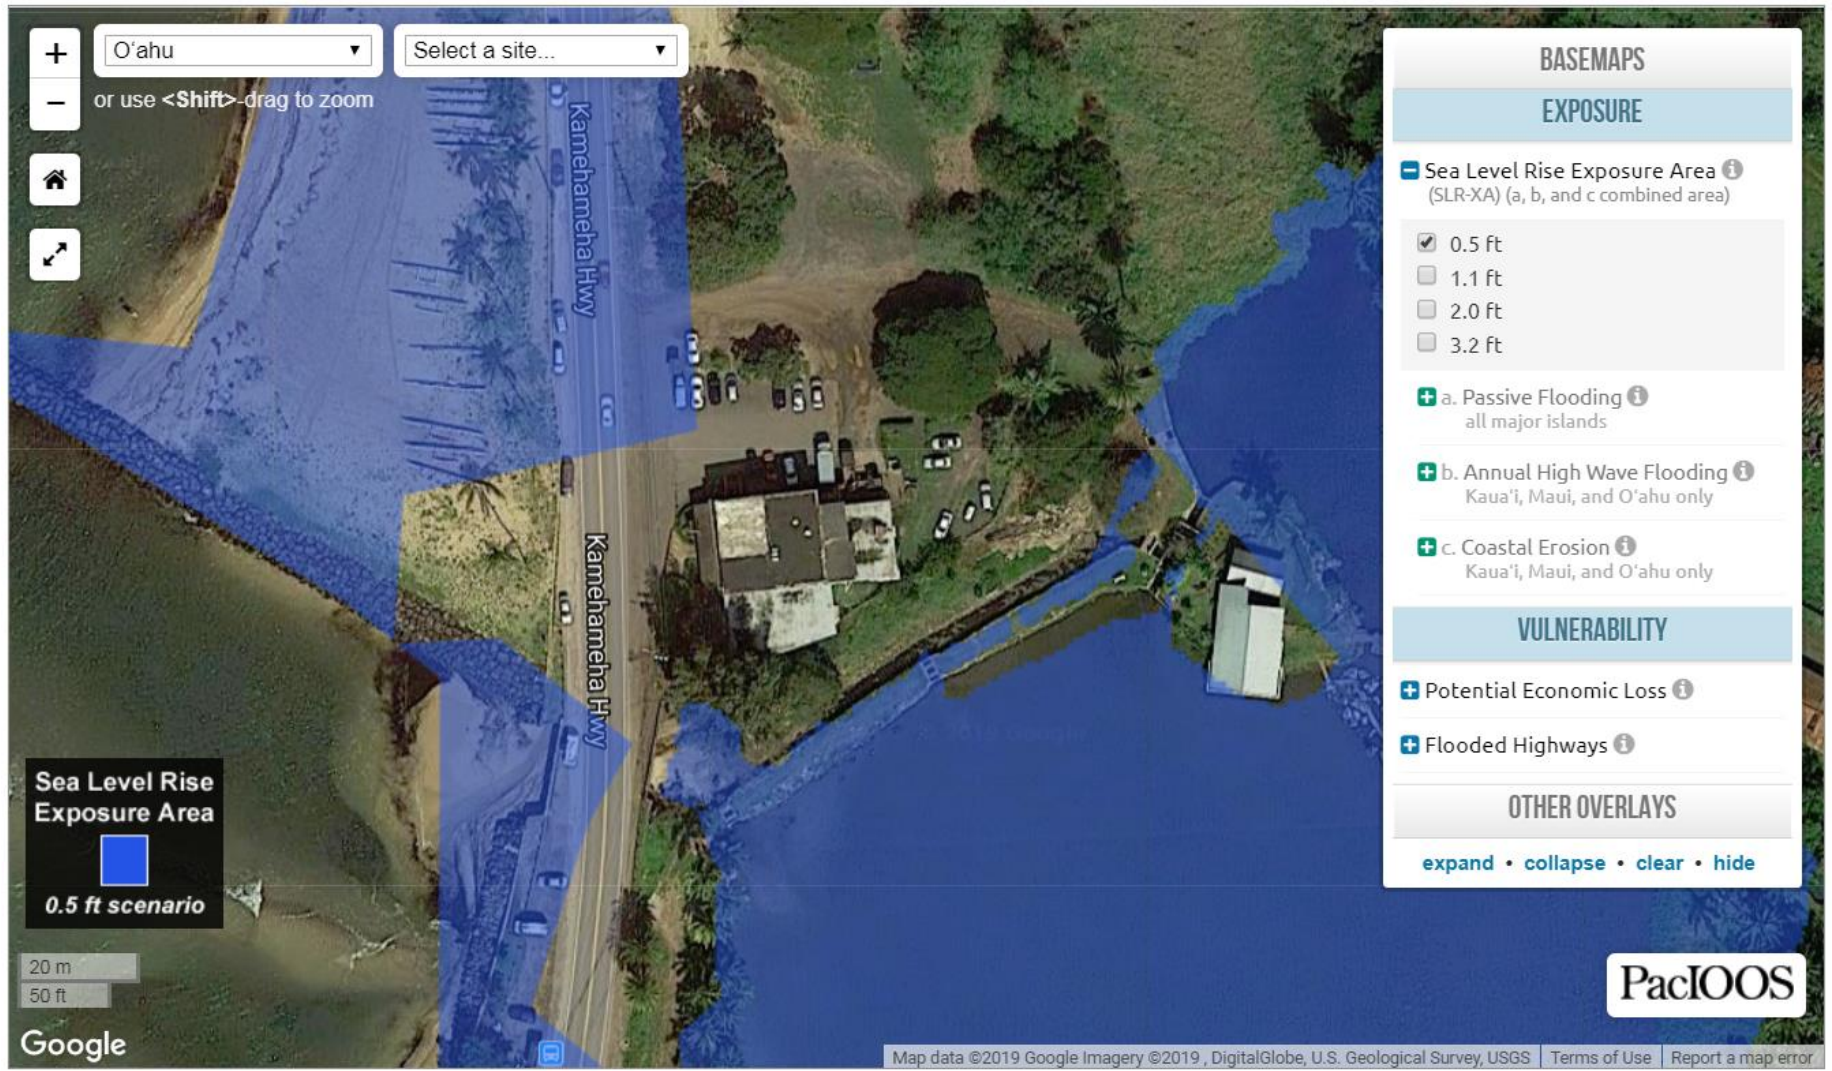 +
O‘ahu
Select a site...
−
or use <Shift>-drag to zoom
Kamehameha Hwy
Kamehameha Hwy
Sea Level Rise
Exposure Area
0.5 ft scenario
20 m
50 ft
Google
BASEMAPS
EXPOSURE
Sea Level Rise Exposure Area
(SLR-XA) (a, b, and c combined area)
0.5 ft
1.1 ft
2.0 ft
3.2 ft
a. Passive Flooding
all major islands
b. Annual High Wave Flooding
Kaua‘i, Maui, and O‘ahu only
c. Coastal Erosion
Kaua‘i, Maui, and O‘ahu only
VULNERABILITY
Potential Economic Loss
Flooded Highways
OTHER OVERLAYS
expand • collapse • clear • hide
PacIOOS
Map data ©2019 Google Imagery ©2019 , DigitalGlobe, U.S. Geological Survey, USGS
Terms of Use
Report a map error